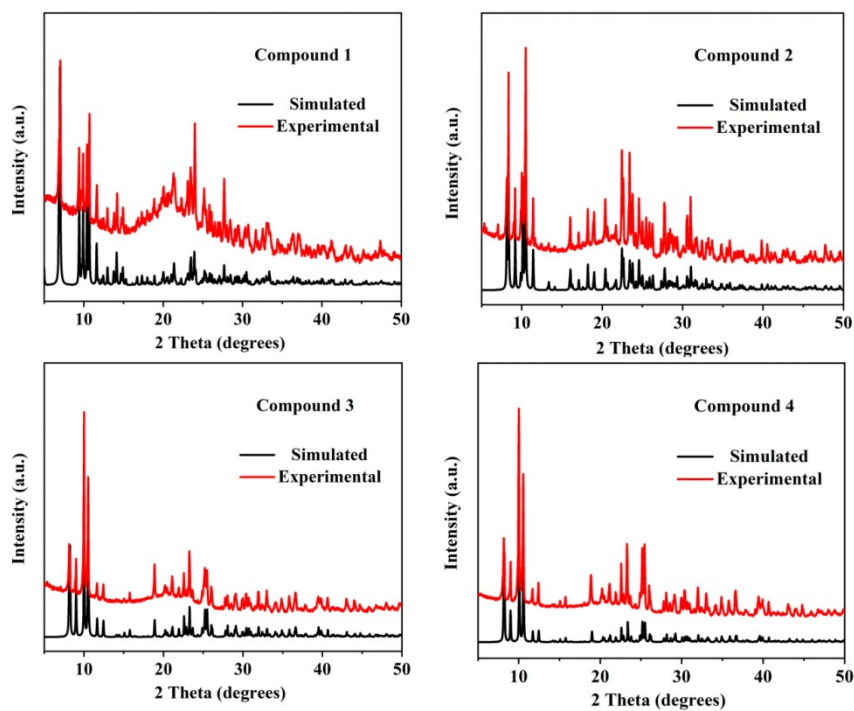 Compound 1
Simulated
Experimental
Intensity (a.u.)
10 20 30 40 50
2 Theta (degrees)
Compound 2
Simulated
Experimental
Intensity (a.u.)
10 20 30 40 50
2 Theta (degrees)
Compound 3
Simulated
Experimental
Intensity (a.u.)
10 20 30 40 50
2 Theta (degrees)
Compound 4
Simulated
Experimental
Intensity (a.u.)
10 20 30 40 50
2 Theta (degrees)